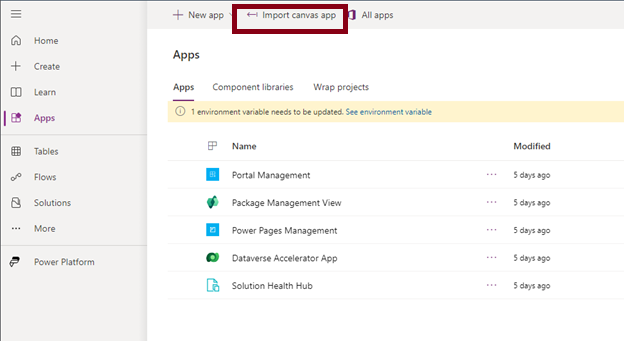 New app
Import canvas app
All apps
Home
Create
Learn
Apps
Tables
Flows
Solutions
More
Power Platform
Apps
Apps Component libraries Wrap projects
1 environment variable needs to be updated. See environment variable
Name Modified
Portal Management ... 5 days ago
Package Management View ... 5 days ago
Power Pages Management ... 5 days ago
Dataverse Accelerator App ... 5 days ago
Solution Health Hub ... 5 days ago